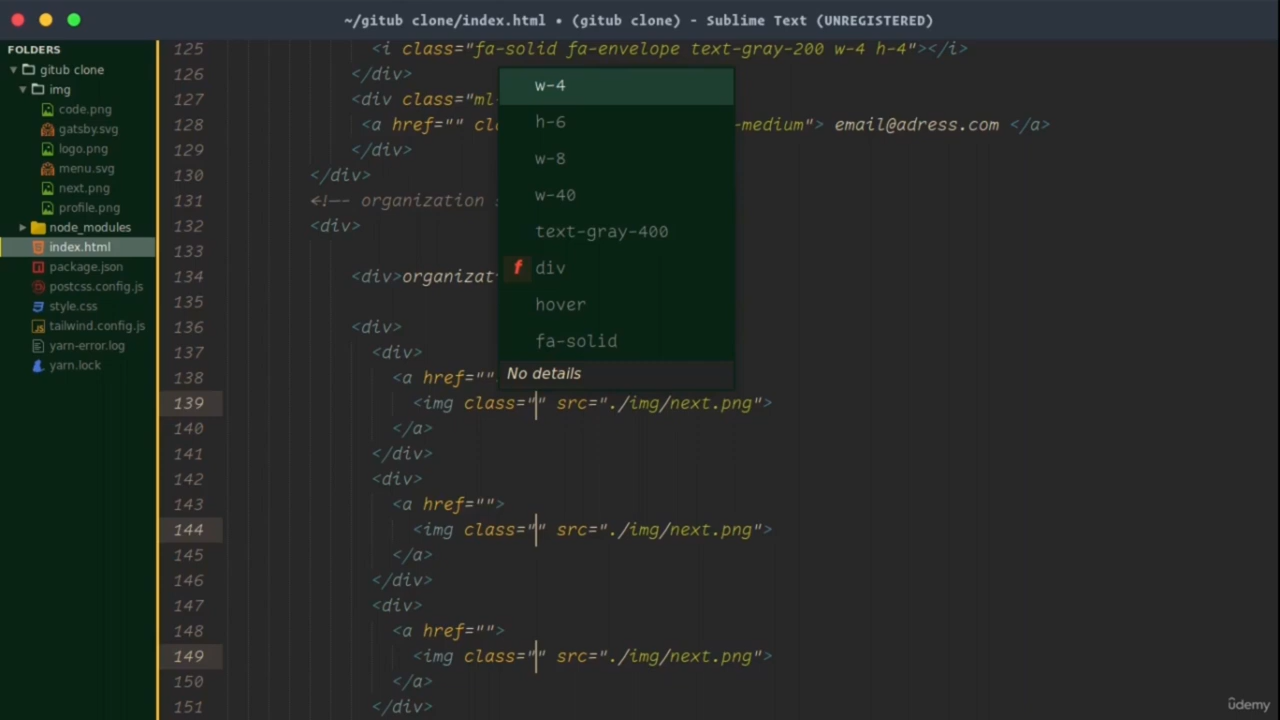 ~/gitub clone/index.html • (gitub clone) - Sublime Text (UNREGISTERED)
FOLDERS
gitub clone
img
code.png
gatsby.svg
logo.png
menu.svg
next.png
profile.png
node_modules
index.html
package.json
postcss.config.js
style.css
tailwind.config.js
yarn-error.log
yarn.lock
125 <i class="fa-solid fa-envelope text-gray-200 w-4 h-4"></i>
126 </div>
127 <div class="ml
128 <a href="" cl -medium"> email@adress.com </a>
129 </div>
130 </div>
131 <!-- organization
132 <div>
133
134 <div>organizat
135
136 <div>
137 <div>
138 <a href=""
139 <img class="" src="./img/next.png">
140 </a>
141 </div>
142 <div>
143 <a href="">
144 <img class="" src="./img/next.png">
145 </a>
146 </div>
147 <div>
148 <a href="">
149 <img class="" src="./img/next.png">
150 </a>
151 </div>
w-4
h-6
w-8
w-40
text-gray-400
f div
hover
fa-solid
No details
ûdemy